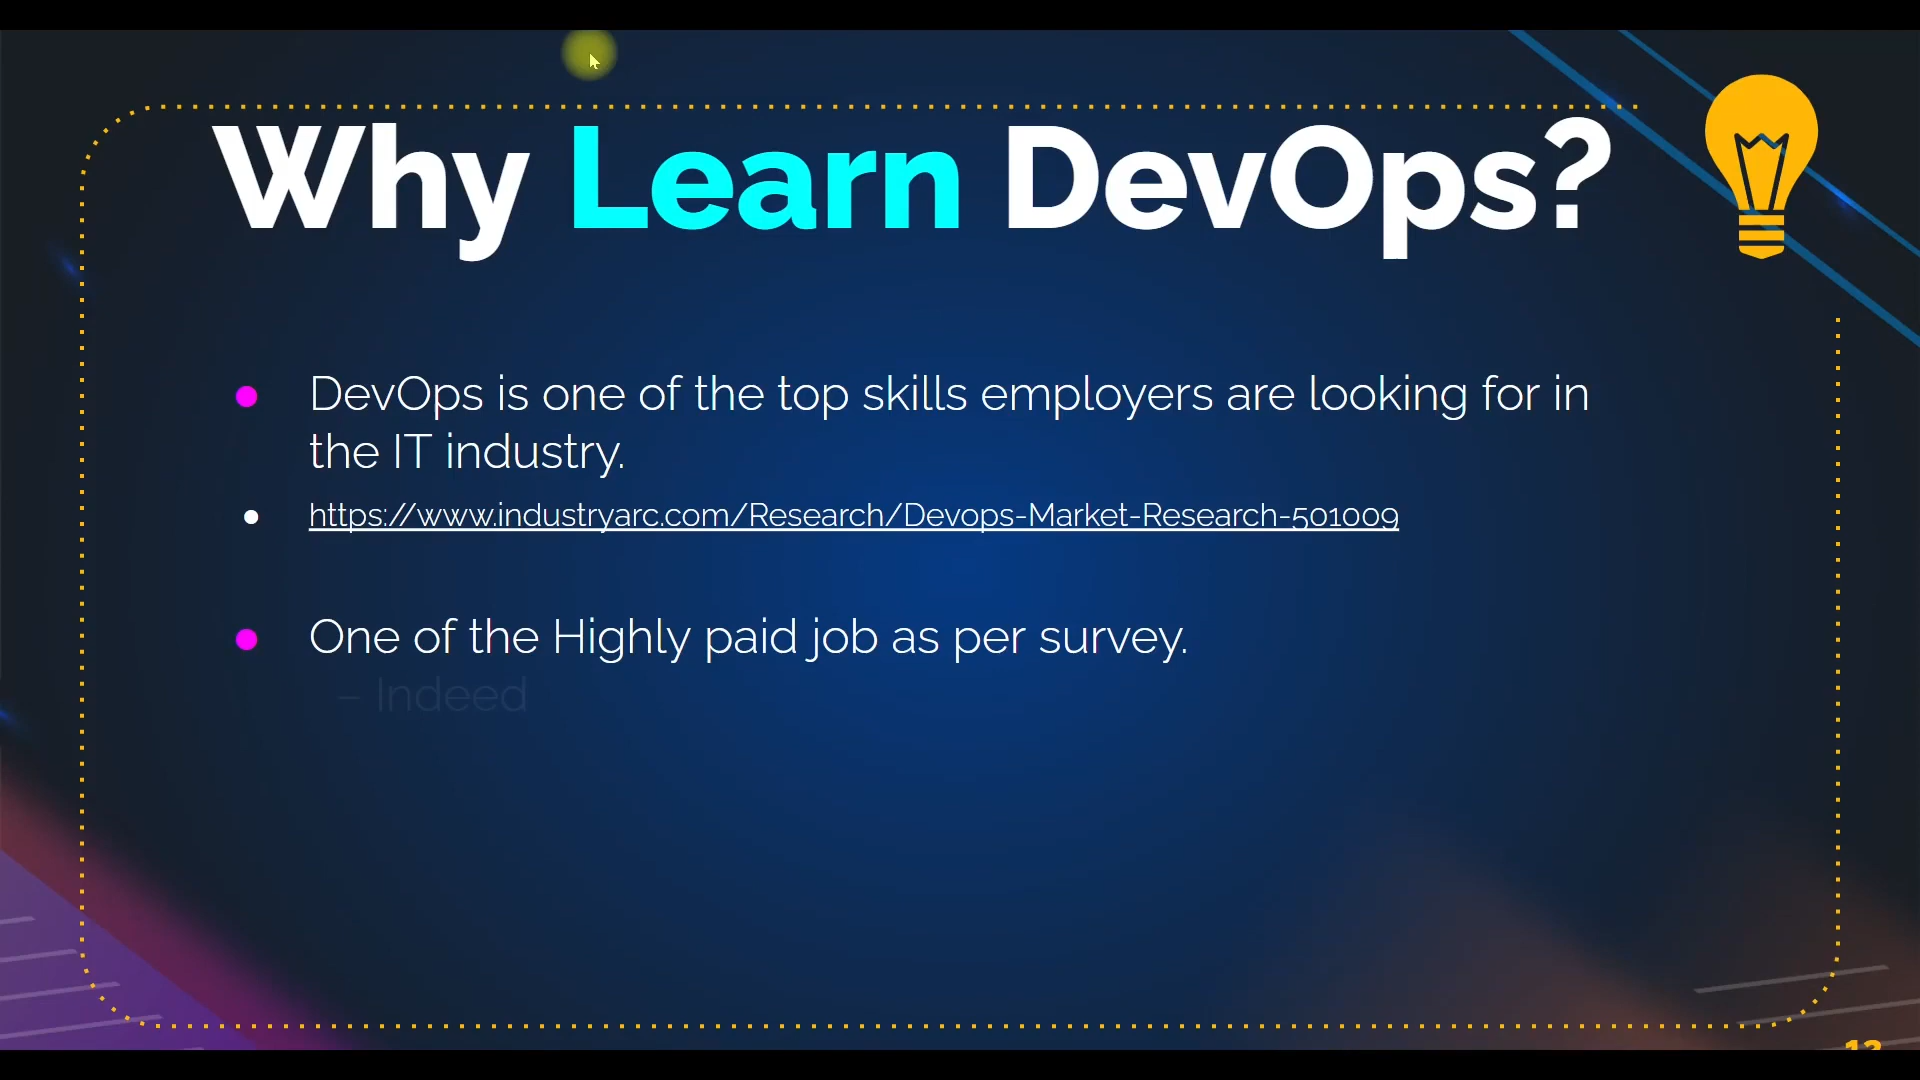 Why Learn DevOps?
DevOps is one of the top skills employers are looking for in
the IT industry.
https://www.industryarc.com/Research/Devops-Market-Research-501009
One of the Highly paid job as per survey.
– Indeed